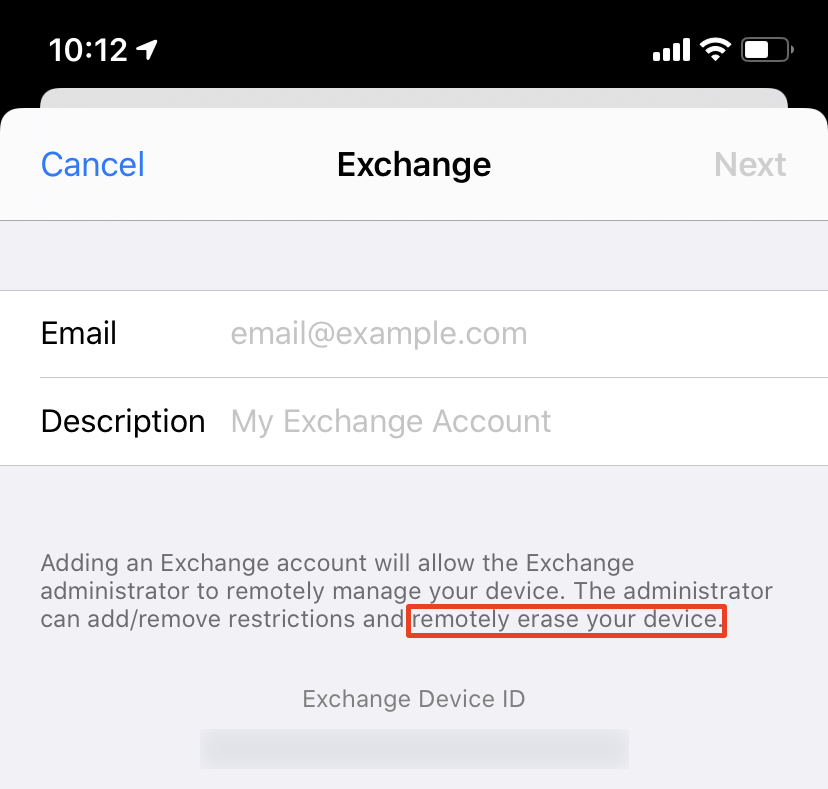 10:12
Cancel Exchange Next
Email email@example.com
Description My Exchange Account
Adding an Exchange account will allow the Exchange
administrator to remotely manage your device. The administrator
can add/remove restrictions and remotely erase your device.
Exchange Device ID